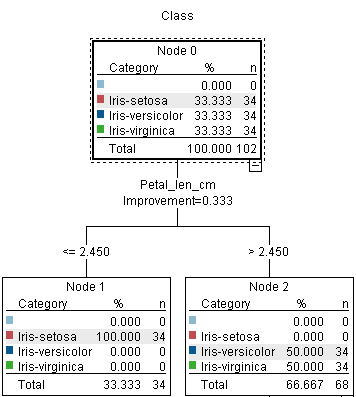 Class
Node 0
Category % n
0.000 0
Iris-setosa 33.333 34
Iris-versicolor 33.333 34
Iris-virginica 33.333 34
Total 100.000 102
Petal_len_cm
Improvement=0.333
<= 2.450 > 2.450
Node 1
Category % n
0.000 0
Iris-setosa 100.000 34
Iris-versicolor 0.000 0
Iris-virginica 0.000 0
Total 33.333 34
Node 2
Category % n
0.000 0
Iris-setosa 0.000 0
Iris-versicolor 50.000 34
Iris-virginica 50.000 34
Total 66.667 68